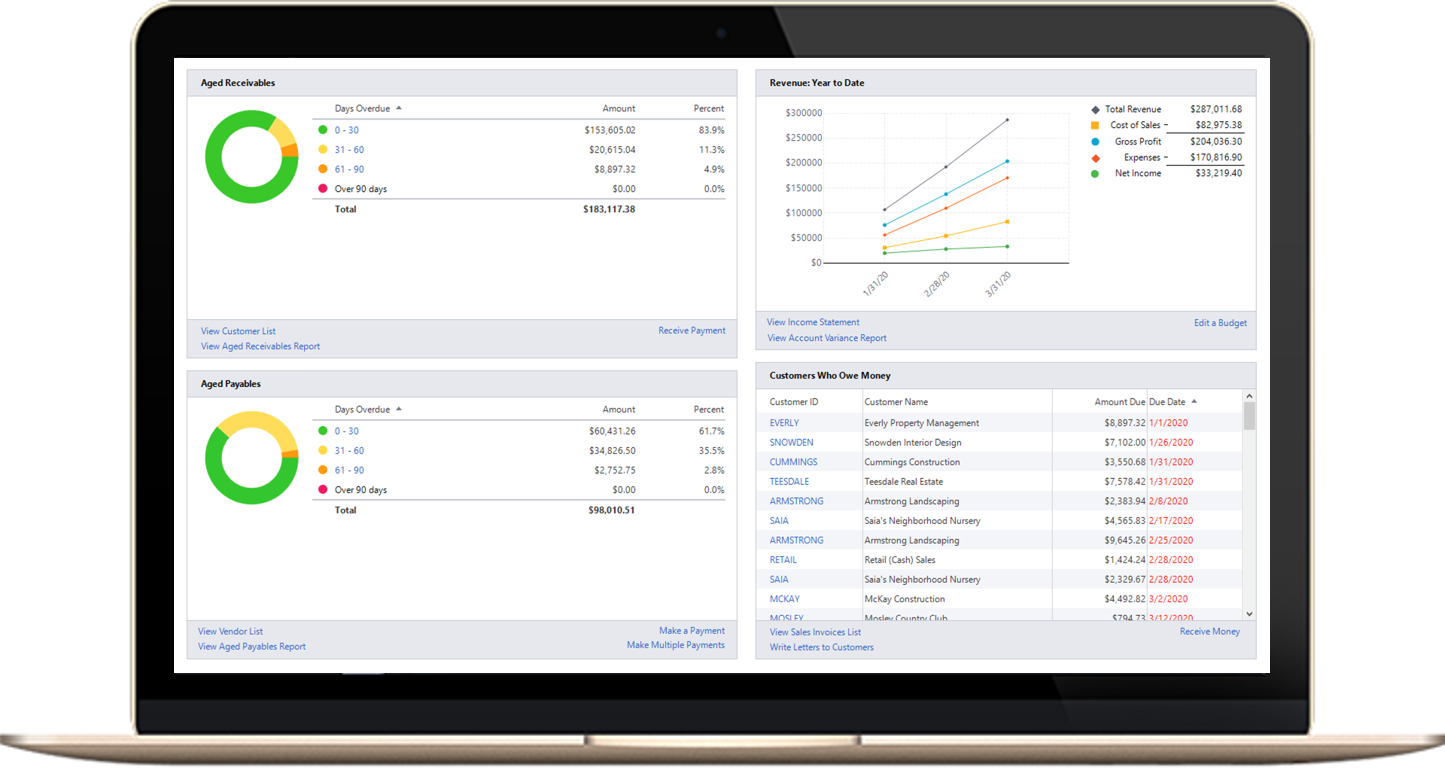 Aged Receivables
Days Overdue Amount Percent
0 - 30 $153,605.02 83.9%
31 - 60 $20,615.04 11.3%
61 - 90 $8,897.32 4.9%
Over 90 days $0.00 0.0%
Total $183,117.38
View Customer List Receive Payment
View Aged Receivables Report
Revenue: Year to Date
$300000
$250000
$200000
$150000
$100000
$50000
$0
1/31/20 2/28/20 3/31/20
Total Revenue $287,011.68
Cost of Sales - $82,975.38
Gross Profit $204,036.30
Expenses - $170,816.90
Net Income $33,219.40
View Income Statement Edit a Budget
View Account Variance Report
Aged Payables
Days Overdue Amount Percent
0 - 30 $60,431.26 61.7%
31 - 60 $34,826.50 35.5%
61 - 90 $2,752.75 2.8%
Over 90 days $0.00 0.0%
Total $98,010.51
View Vendor List Make a Payment
View Aged Payables Report Make Multiple Payments
Customers Who Owe Money
Customer ID Customer Name Amount Due Due Date
EVERLY Everly Property Management $8,897.32 1/1/2020
SNOWDEN Snowden Interior Design $7,102.00 1/26/2020
CUMMINGS Cummings Construction $3,550.68 1/31/2020
TEESDALE Teesdale Real Estate $7,578.42 1/31/2020
ARMSTRONG Armstrong Landscaping $2,383.94 2/8/2020
SAIA Saia's Neighborhood Nursery $4,565.83 2/17/2020
ARMSTRONG Armstrong Landscaping $9,645.26 2/25/2020
RETAIL Retail (Cash) Sales $1,424.24 2/28/2020
SAIA Saia's Neighborhood Nursery $2,329.67 2/28/2020
MCKAY McKay Construction $4,492.82 3/2/2020
MOSLEY Mosley Country Club $794.73 3/12/2020
View Sales Invoices List Receive Money
Write Letters to Customers